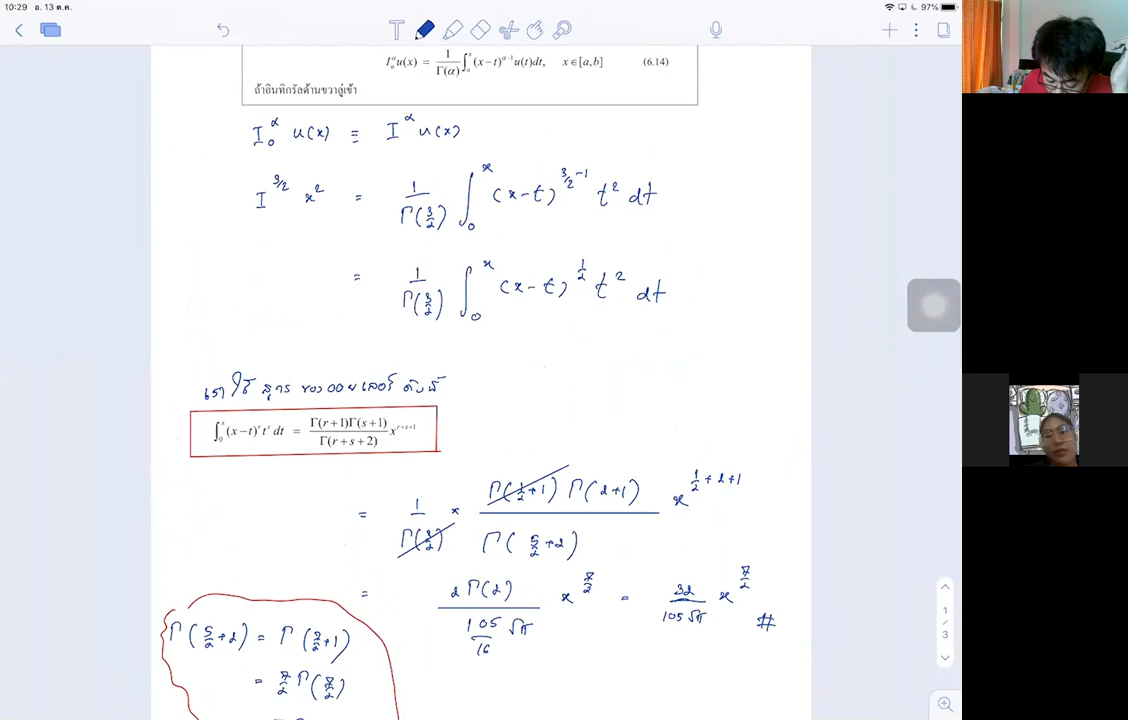 10:29 อ. 13 ต.ค.
97%
I_a^α u(x) = 1/Γ(α) ∫_a^x (x−t)^{α−1} u(t)dt, x∈[a,b] (6.14)
ถ้าอินทิกรัลด้านขวาลู่เข้า
I_0^α u(x) ≡ I^α u(x)
I^{3/2} x^2 = 1/Γ(3/2) ∫_0^x (x−t)^{3/2−1} t^2 dt
= 1/Γ(3/2) ∫_0^x (x−t)^{1/2} t^2 dt
เราใช้ สูตร ของออยเลอร์ ดังนี้
∫_0^x (x−t)^r t^s dt = Γ(r+1)Γ(s+1)/Γ(r+s+2) x^{r+s+1}
= 1/Γ(3/2) × Γ(1/2+1) Γ(2+1)/Γ(5/2+2) x^{1/2+2+1}
= 2Γ(2)/(105/16 √π) x^{7/2} = 32/(105√π) x^{7/2} #
Γ(5/2+2) = Γ(7/2+1)
= 7/2 Γ(7/2)
1
/
3